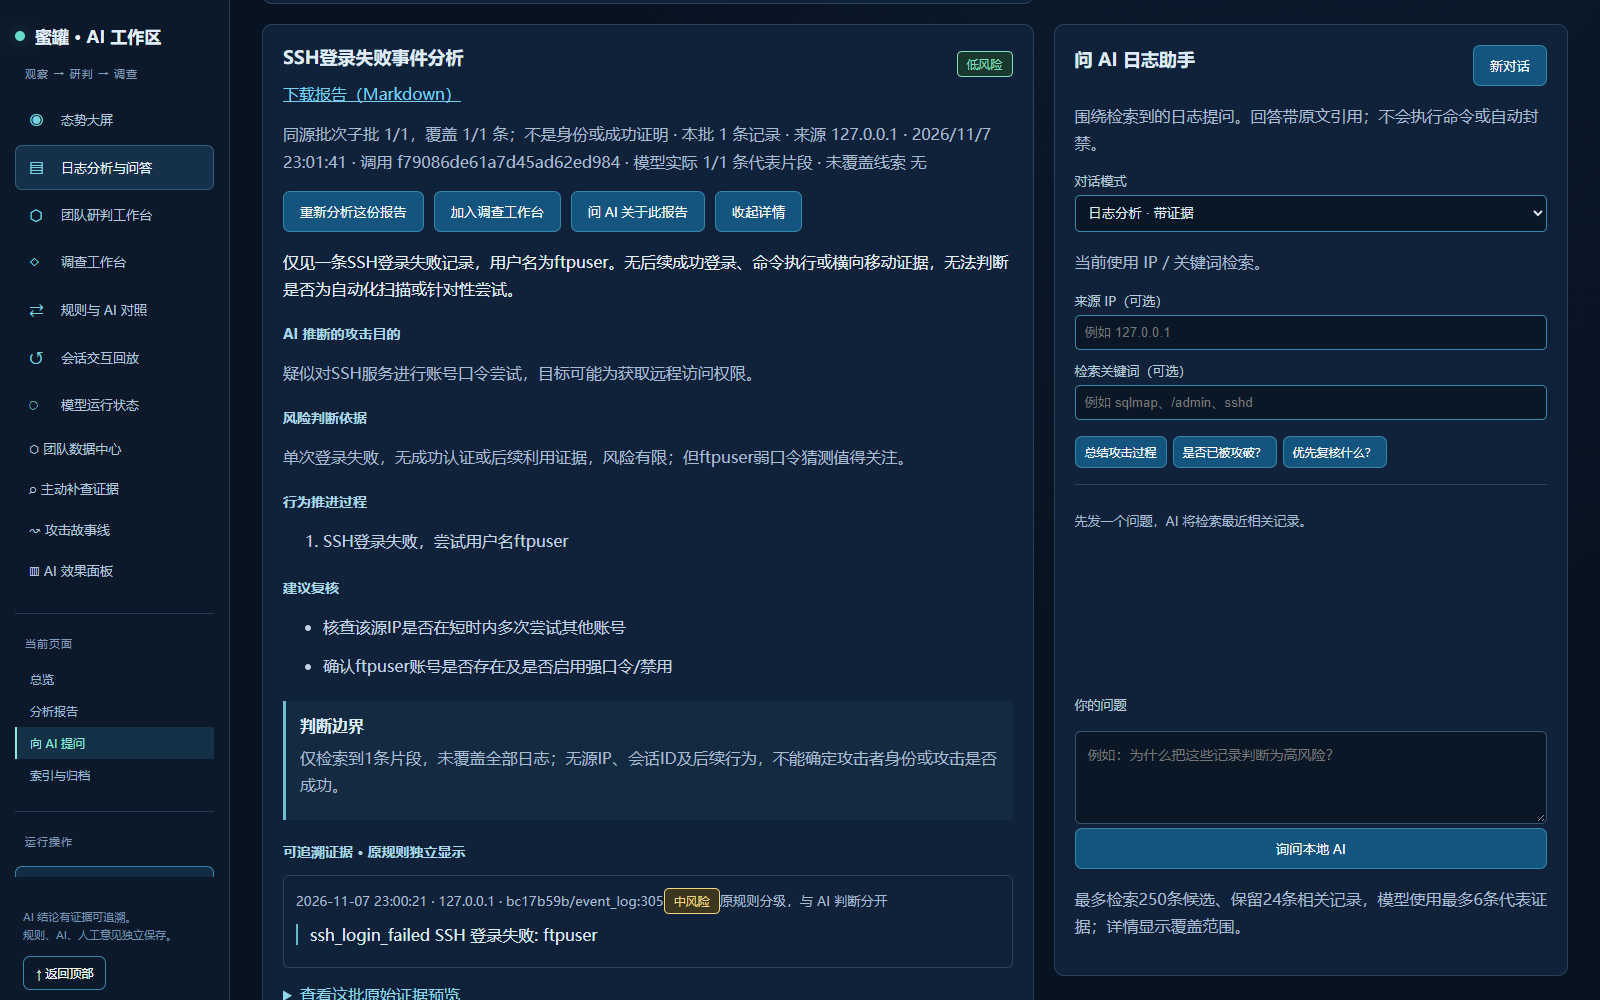 蜜罐 • AI 工作区
观察 → 研判 → 调查
态势大屏
日志分析与问答
团队研判工作台
调查工作台
规则与 AI 对照
会话交互回放
模型运行状态
团队数据中心
主动补查证据
攻击故事线
AI 效果面板
当前页面
总览
分析报告
向 AI 提问
索引与归档
运行操作
AI 结论有证据可追溯。
规则、AI、人工意见独立保存。
↑ 返回顶部
SSH登录失败事件分析
低风险
下载报告（Markdown）
同源批次子批 1/1，覆盖 1/1 条；不是身份或成功证明 · 本批 1 条记录 · 来源 127.0.0.1 · 2026/11/7
23:01:41 · 调用 f79086de61a7d45ad62ed984 · 模型实际 1/1 条代表片段 · 未覆盖线索 无
重新分析这份报告
加入调查工作台
问 AI 关于此报告
收起详情
仅见一条SSH登录失败记录，用户名为ftpuser。无后续成功登录、命令执行或横向移动证据，无法判断
是否为自动化扫描或针对性尝试。
AI 推断的攻击目的
疑似对SSH服务进行账号口令尝试，目标可能为获取远程访问权限。
风险判断依据
单次登录失败，无成功认证或后续利用证据，风险有限；但ftpuser弱口令猜测值得关注。
行为推进过程
1. SSH登录失败，尝试用户名ftpuser
建议复核
• 核查该源IP是否在短时内多次尝试其他账号
• 确认ftpuser账号是否存在及是否启用强口令/禁用
判断边界
仅检索到1条片段，未覆盖全部日志；无源IP、会话ID及后续行为，不能确定攻击者身份或攻击是否
成功。
可追溯证据 • 原规则独立显示
2026-11-07 23:00:21 · 127.0.0.1 · bc17b59b/event_log:305 中风险 原规则分级，与 AI 判断分开
ssh_login_failed SSH 登录失败: ftpuser
▶ 查看这批原始证据预览
问 AI 日志助手
新对话
围绕检索到的日志提问。回答带原文引用；不会执行命令或自动封
禁。
对话模式
日志分析 · 带证据
当前使用 IP / 关键词检索。
来源 IP（可选）
例如 127.0.0.1
检索关键词（可选）
例如 sqlmap、/admin、sshd
总结攻击过程
是否已被攻破？
优先复核什么？
先发一个问题，AI 将检索最近相关记录。
你的问题
例如：为什么把这些记录判断为高风险？
询问本地 AI
最多检索250条候选、保留24条相关记录，模型使用最多6条代表证
据；详情显示覆盖范围。